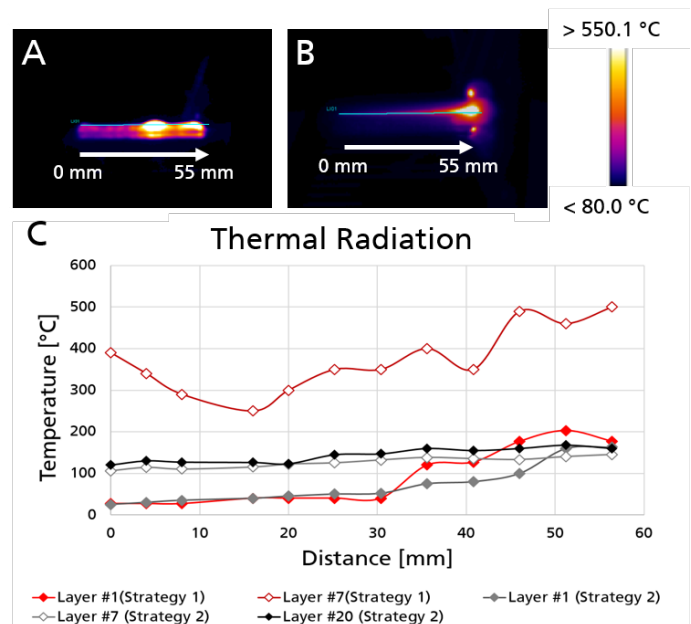 A
B
> 550.1 °C
0 mm
55 mm
0 mm
55 mm
< 80.0 °C
C
Thermal Radiation
Temperature [°C]
600
500
400
300
200
100
0
0
10
20
30
40
50
60
Distance [mm]
Layer #1(Strategy 1)
Layer #7(Strategy 1)
Layer #1 (Strategy 2)
Layer #7 (Strategy 2)
Layer #20 (Strategy 2)